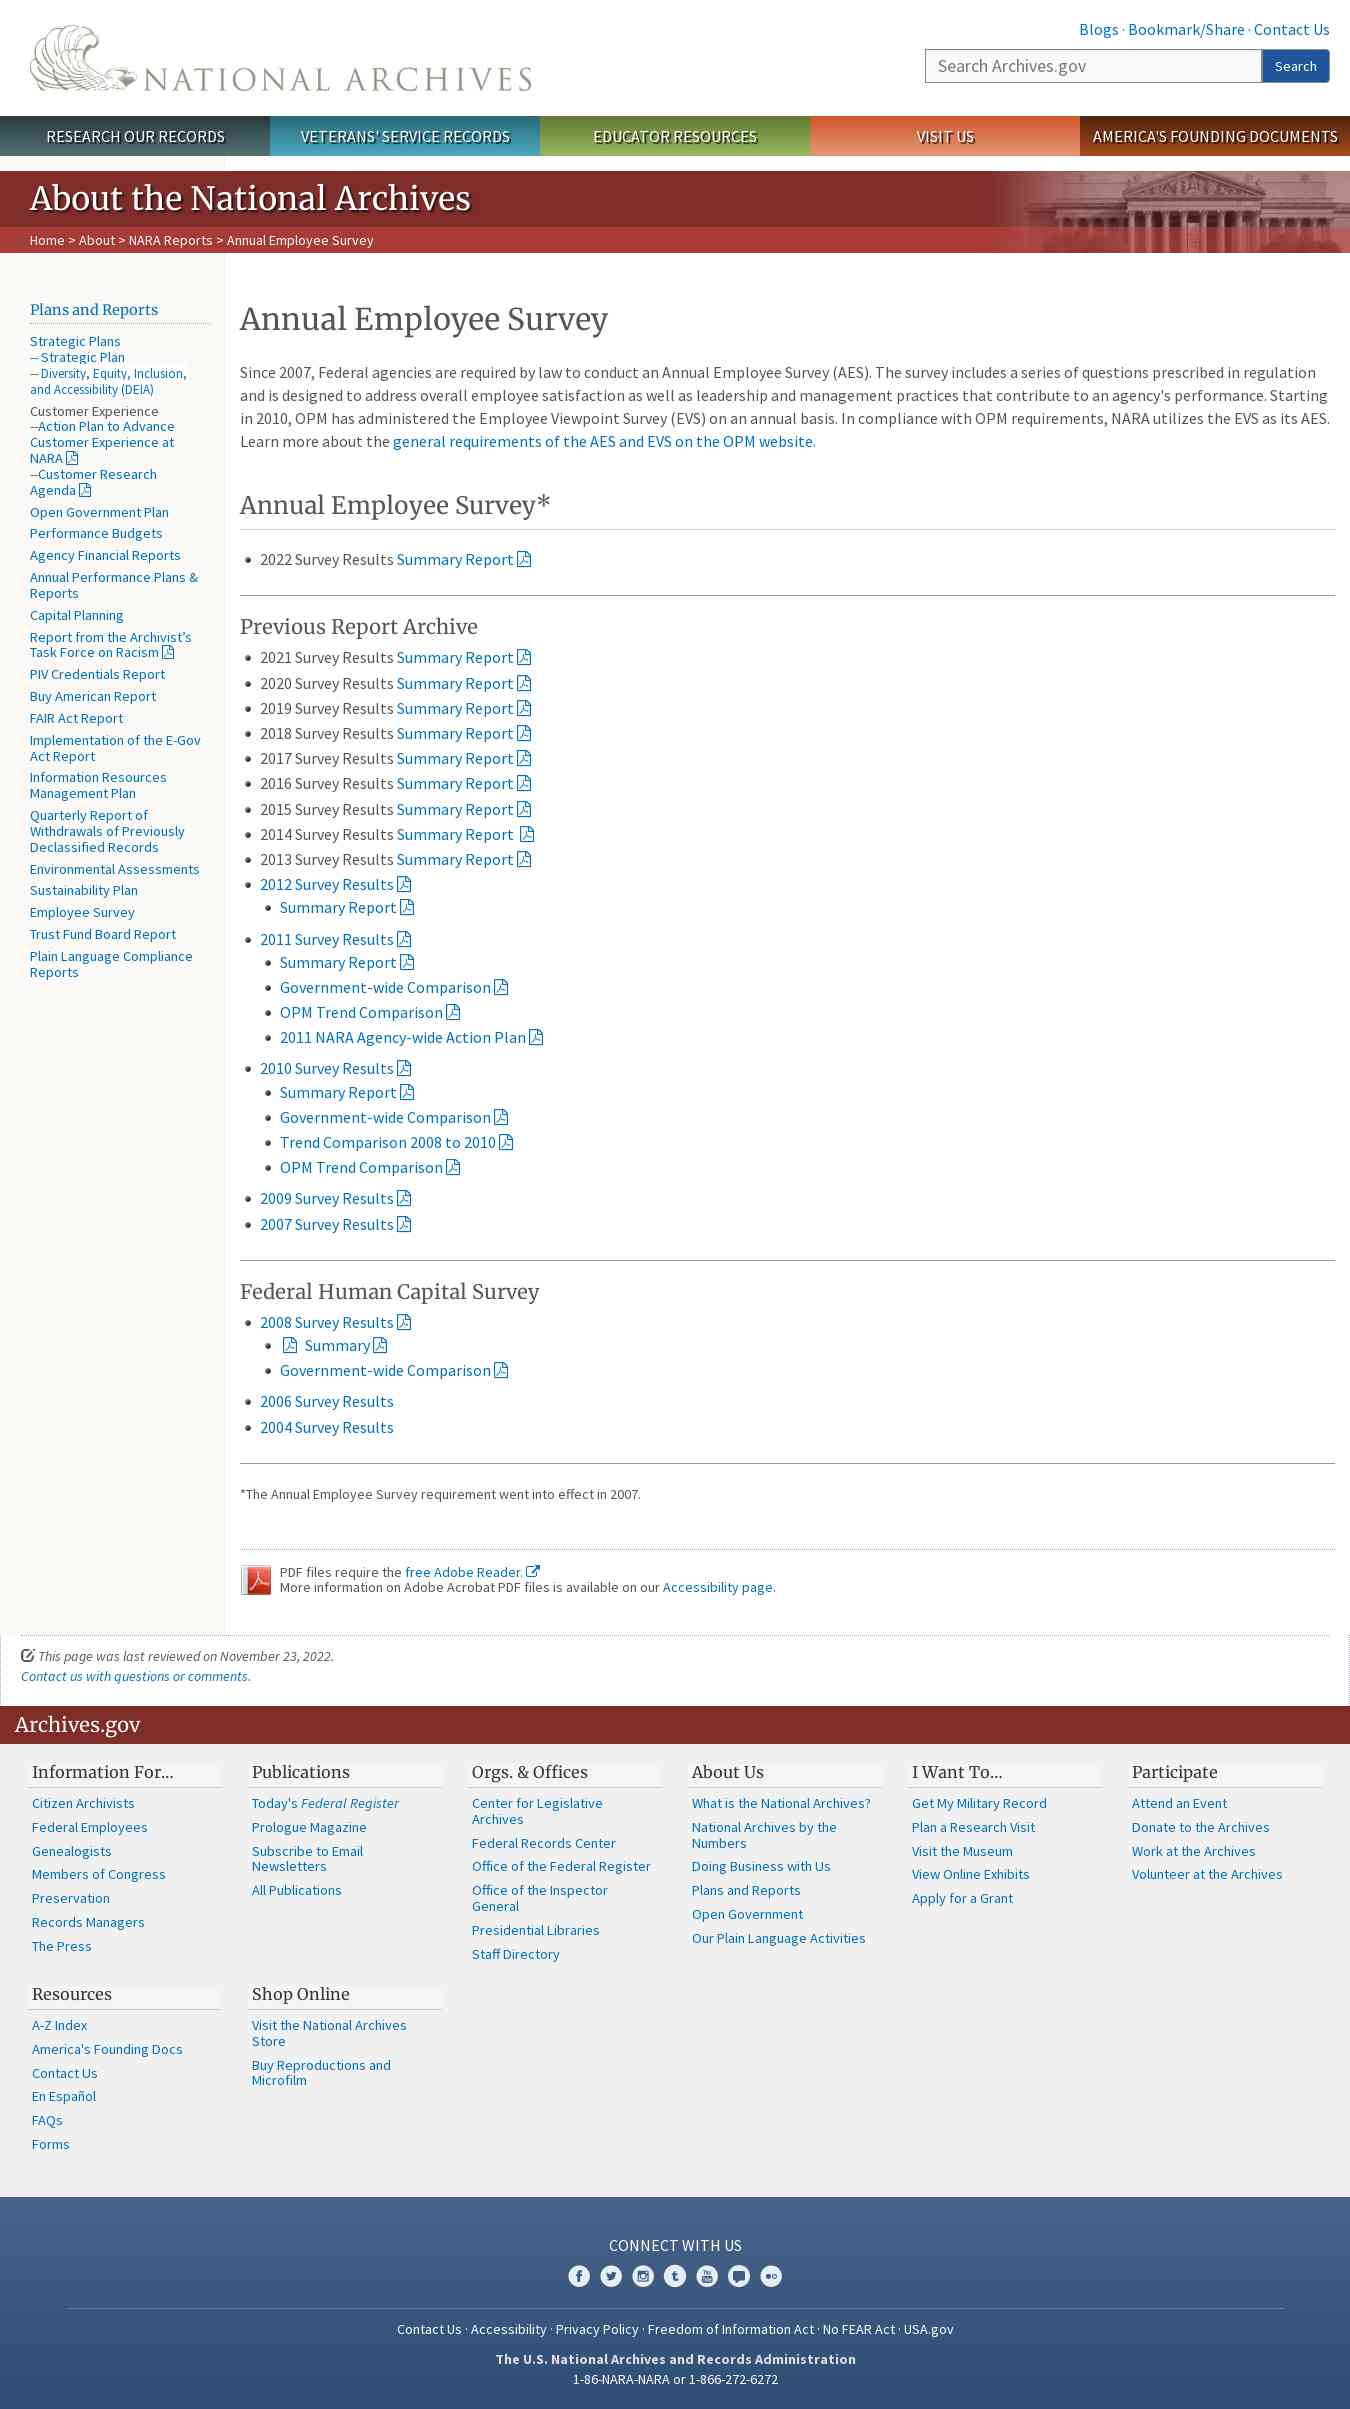 Blogs · Bookmark/Share · Contact Us
NATIONAL ARCHIVES
Search Archives.gov
Search
RESEARCH OUR RECORDS
VETERANS' SERVICE RECORDS
EDUCATOR RESOURCES
VISIT US
AMERICA'S FOUNDING DOCUMENTS
About the National Archives
Home > About > NARA Reports > Annual Employee Survey
Plans and Reports
Strategic Plans
-- Strategic Plan
-- Diversity, Equity, Inclusion,
and Accessibility (DEIA)
Customer Experience
--Action Plan to Advance
Customer Experience at
NARA
--Customer Research
Agenda
Open Government Plan
Performance Budgets
Agency Financial Reports
Annual Performance Plans &
Reports
Capital Planning
Report from the Archivist’s
Task Force on Racism
PIV Credentials Report
Buy American Report
FAIR Act Report
Implementation of the E-Gov
Act Report
Information Resources
Management Plan
Quarterly Report of
Withdrawals of Previously
Declassified Records
Environmental Assessments
Sustainability Plan
Employee Survey
Trust Fund Board Report
Plain Language Compliance
Reports
Annual Employee Survey
Since 2007, Federal agencies are required by law to conduct an Annual Employee Survey (AES). The survey includes a series of questions prescribed in regulation
and is designed to address overall employee satisfaction as well as leadership and management practices that contribute to an agency's performance. Starting
in 2010, OPM has administered the Employee Viewpoint Survey (EVS) on an annual basis. In compliance with OPM requirements, NARA utilizes the EVS as its AES.
Learn more about the general requirements of the AES and EVS on the OPM website.
Annual Employee Survey*
2022 Survey Results Summary Report
Previous Report Archive
2021 Survey Results Summary Report
2020 Survey Results Summary Report
2019 Survey Results Summary Report
2018 Survey Results Summary Report
2017 Survey Results Summary Report
2016 Survey Results Summary Report
2015 Survey Results Summary Report
2014 Survey Results Summary Report
2013 Survey Results Summary Report
2012 Survey Results
Summary Report
2011 Survey Results
Summary Report
Government-wide Comparison
OPM Trend Comparison
2011 NARA Agency-wide Action Plan
2010 Survey Results
Summary Report
Government-wide Comparison
Trend Comparison 2008 to 2010
OPM Trend Comparison
2009 Survey Results
2007 Survey Results
Federal Human Capital Survey
2008 Survey Results
Summary
Government-wide Comparison
2006 Survey Results
2004 Survey Results
*The Annual Employee Survey requirement went into effect in 2007.
PDF files require the free Adobe Reader.
More information on Adobe Acrobat PDF files is available on our Accessibility page.
This page was last reviewed on November 23, 2022.
Contact us with questions or comments.
Archives.gov
Information For…
Citizen Archivists
Federal Employees
Genealogists
Members of Congress
Preservation
Records Managers
The Press
Publications
Today's Federal Register
Prologue Magazine
Subscribe to Email
Newsletters
All Publications
Orgs. & Offices
Center for Legislative
Archives
Federal Records Center
Office of the Federal Register
Office of the Inspector
General
Presidential Libraries
Staff Directory
About Us
What is the National Archives?
National Archives by the
Numbers
Doing Business with Us
Plans and Reports
Open Government
Our Plain Language Activities
I Want To…
Get My Military Record
Plan a Research Visit
Visit the Museum
View Online Exhibits
Apply for a Grant
Participate
Attend an Event
Donate to the Archives
Work at the Archives
Volunteer at the Archives
Resources
A-Z Index
America's Founding Docs
Contact Us
En Español
FAQs
Forms
Shop Online
Visit the National Archives
Store
Buy Reproductions and
Microfilm
CONNECT WITH US
Contact Us · Accessibility · Privacy Policy · Freedom of Information Act · No FEAR Act · USA.gov
The U.S. National Archives and Records Administration
1-86-NARA-NARA or 1-866-272-6272